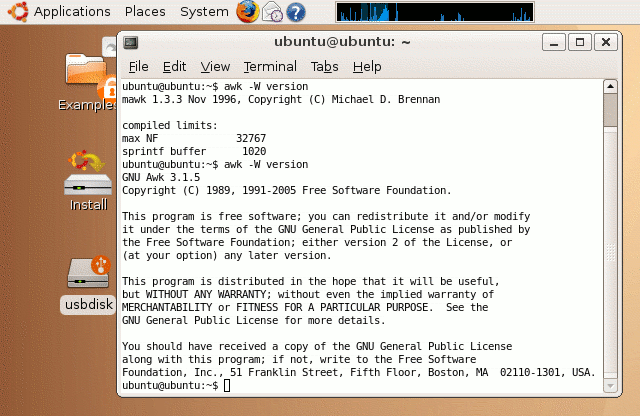 Applications Places System
ubuntu@ubuntu: ~
File Edit View Terminal Tabs Help
ubuntu@ubuntu:~$ awk -W version
mawk 1.3.3 Nov 1996, Copyright (C) Michael D. Brennan
compiled limits:
max NF 32767
sprintf buffer 1020
ubuntu@ubuntu:~$ awk -W version
GNU Awk 3.1.5
Copyright (C) 1989, 1991-2005 Free Software Foundation.
This program is free software; you can redistribute it and/or modify
it under the terms of the GNU General Public License as published by
the Free Software Foundation; either version 2 of the License, or
(at your option) any later version.
This program is distributed in the hope that it will be useful,
but WITHOUT ANY WARRANTY; without even the implied warranty of
MERCHANTABILITY or FITNESS FOR A PARTICULAR PURPOSE. See the
GNU General Public License for more details.
You should have received a copy of the GNU General Public License
along with this program; if not, write to the Free Software
Foundation, Inc., 51 Franklin Street, Fifth Floor, Boston, MA 02110-1301, USA.
ubuntu@ubuntu:~$
Examples
Install
usbdisk